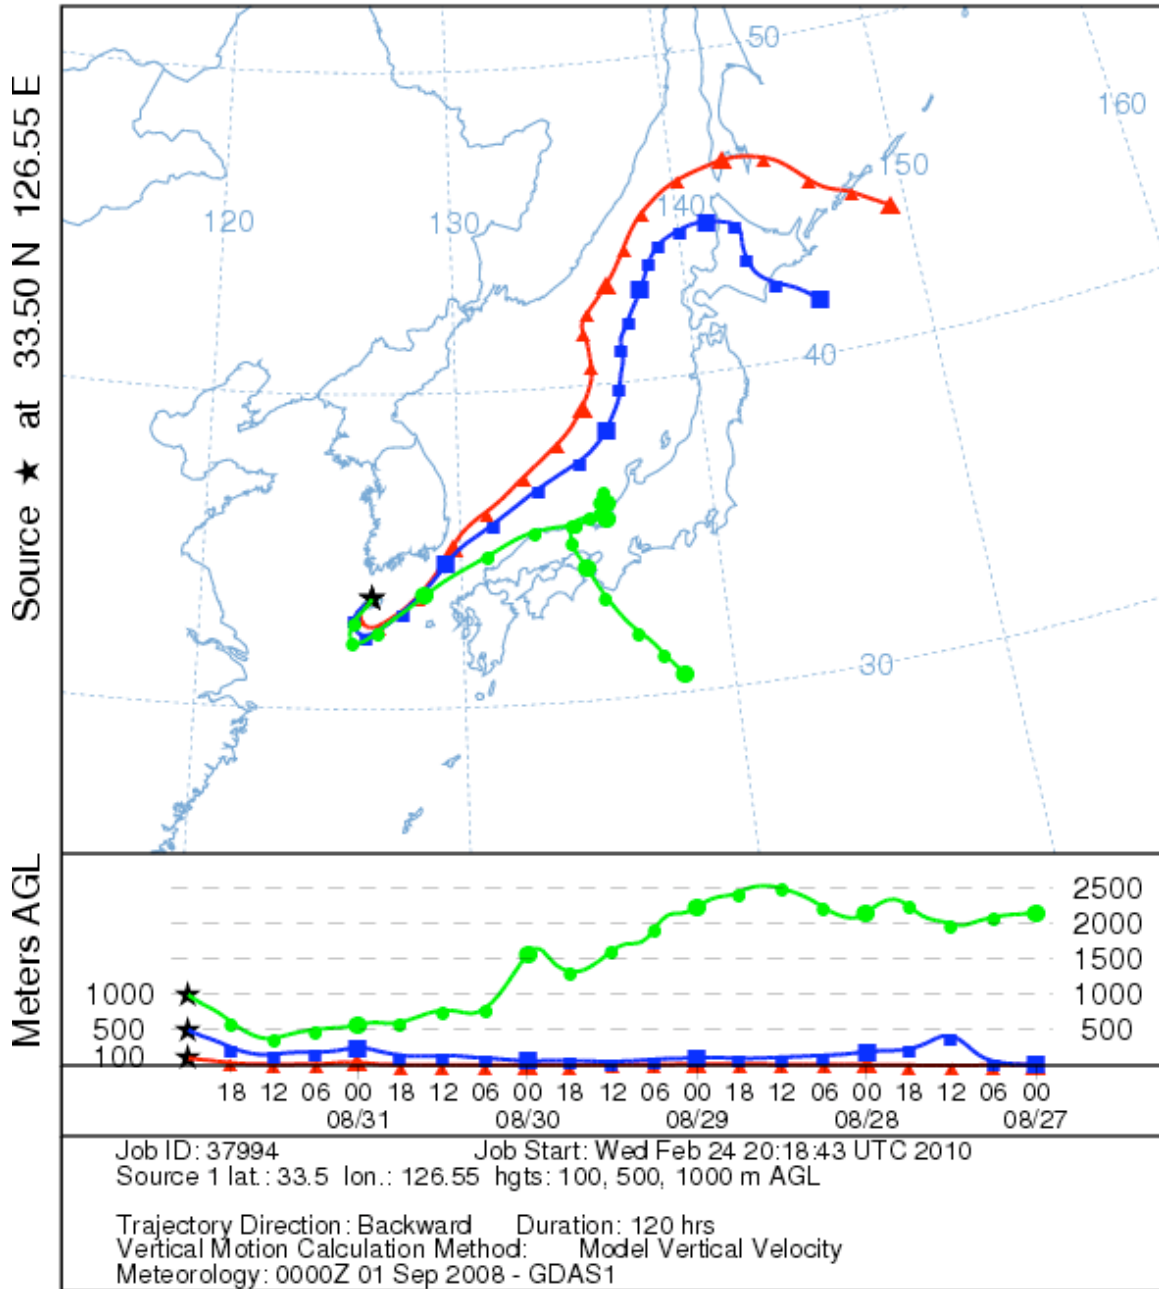 Source ★ at 33.50 N 126.55 E
50
160
150
140
120
130
40
30
Meters AGL
2500
2000
1500
1000 1000
500 500
100
18 12 06 00 18 12 06 00 18 12 06 00 18 12 06 00 18 12 06 00
08/31 08/30 08/29 08/28 08/27
Job ID: 37994 Job Start: Wed Feb 24 20:18:43 UTC 2010
Source 1 lat.: 33.5 lon.: 126.55 hgts: 100, 500, 1000 m AGL
Trajectory Direction: Backward Duration: 120 hrs
Vertical Motion Calculation Method: Model Vertical Velocity
Meteorology: 0000Z 01 Sep 2008 - GDAS1